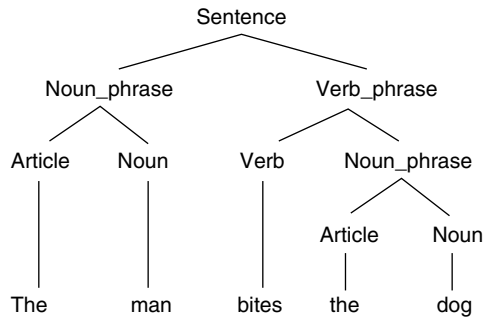 Sentence
Noun_phrase Verb_phrase
Article Noun Verb Noun_phrase
Article Noun
The man bites the dog